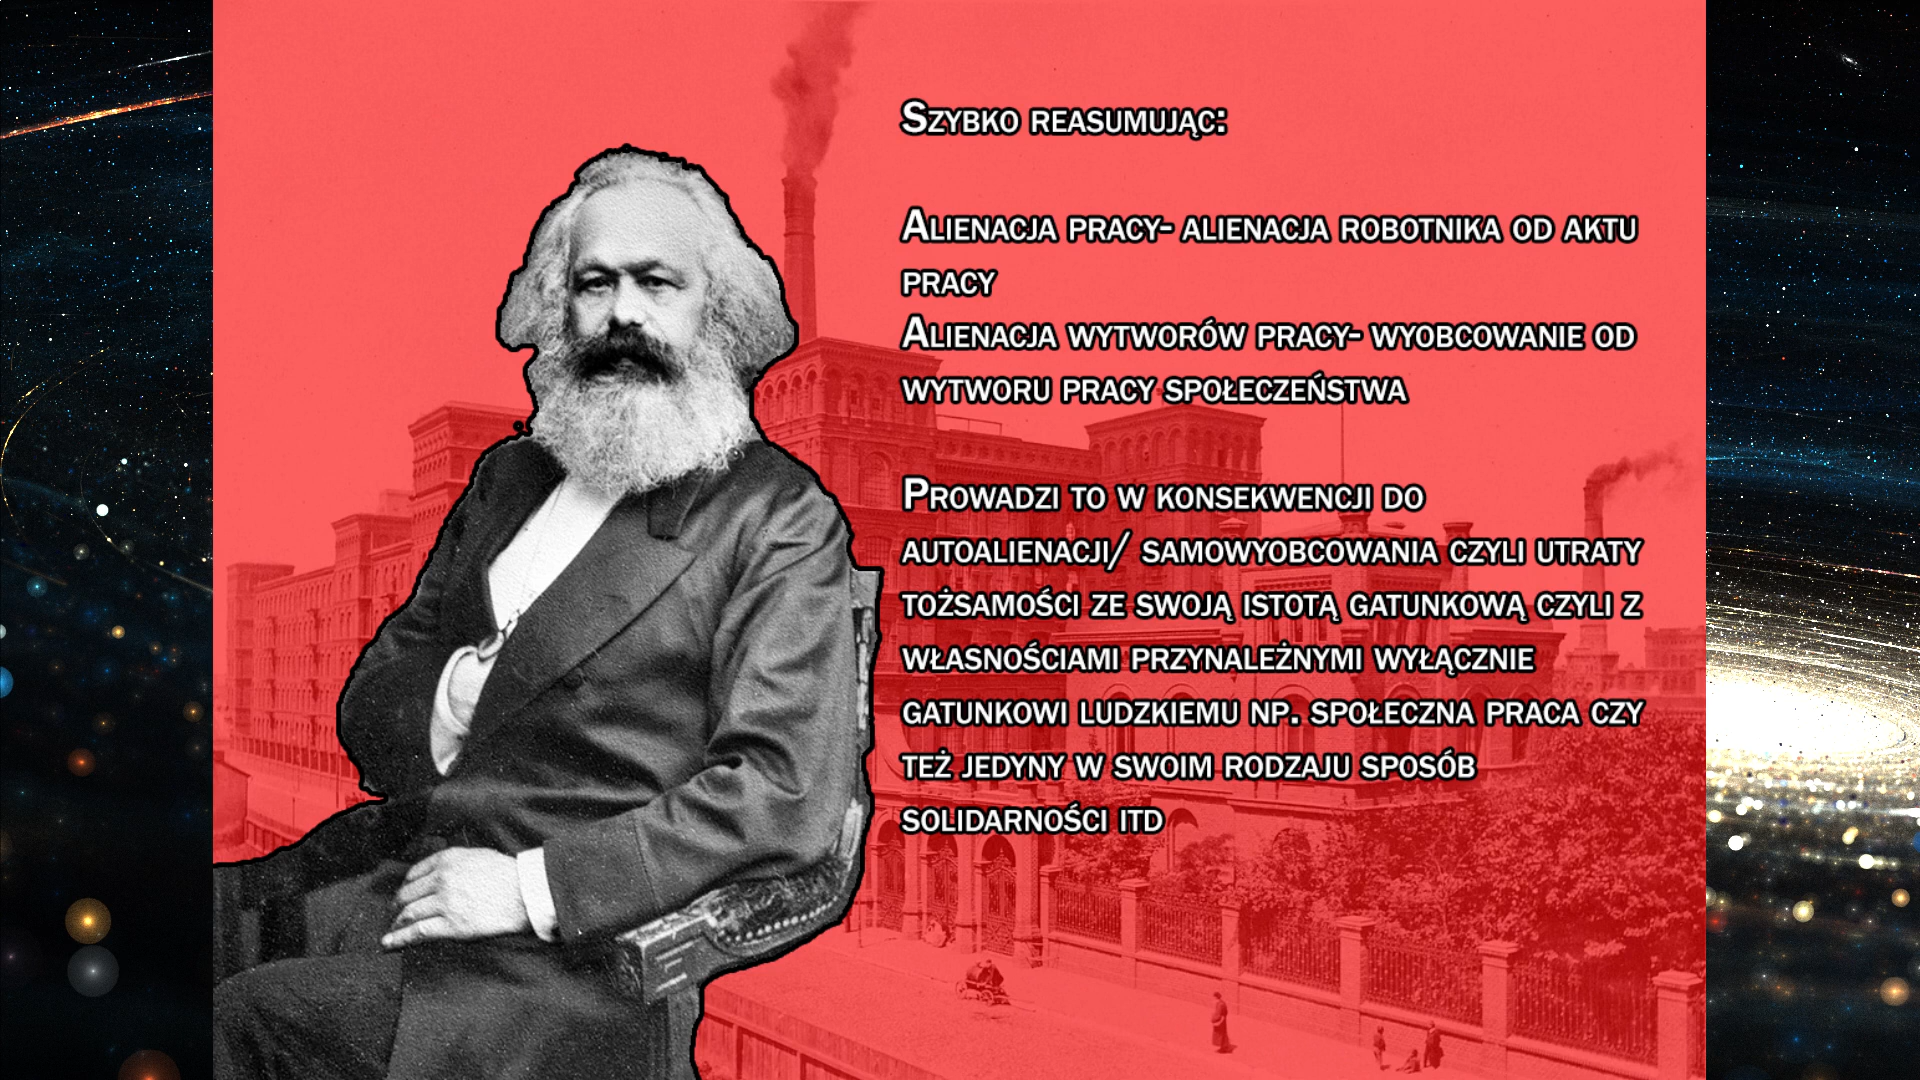 Szybko reasumując:
Alienacja pracy- alienacja robotnika od aktu
pracy
Alienacja wytworów pracy- wyobcowanie od
wytworu pracy społeczeństwa
Prowadzi to w konsekwencji do
autoalienacji/ samowyobcowania czyli utraty
tożsamości ze swoją istotą gatunkową czyli z
własnościami przynależnymi wyłącznie
gatunkowi ludzkiemu np. społeczna praca czy
też jedyny w swoim rodzaju sposób
solidarności itd